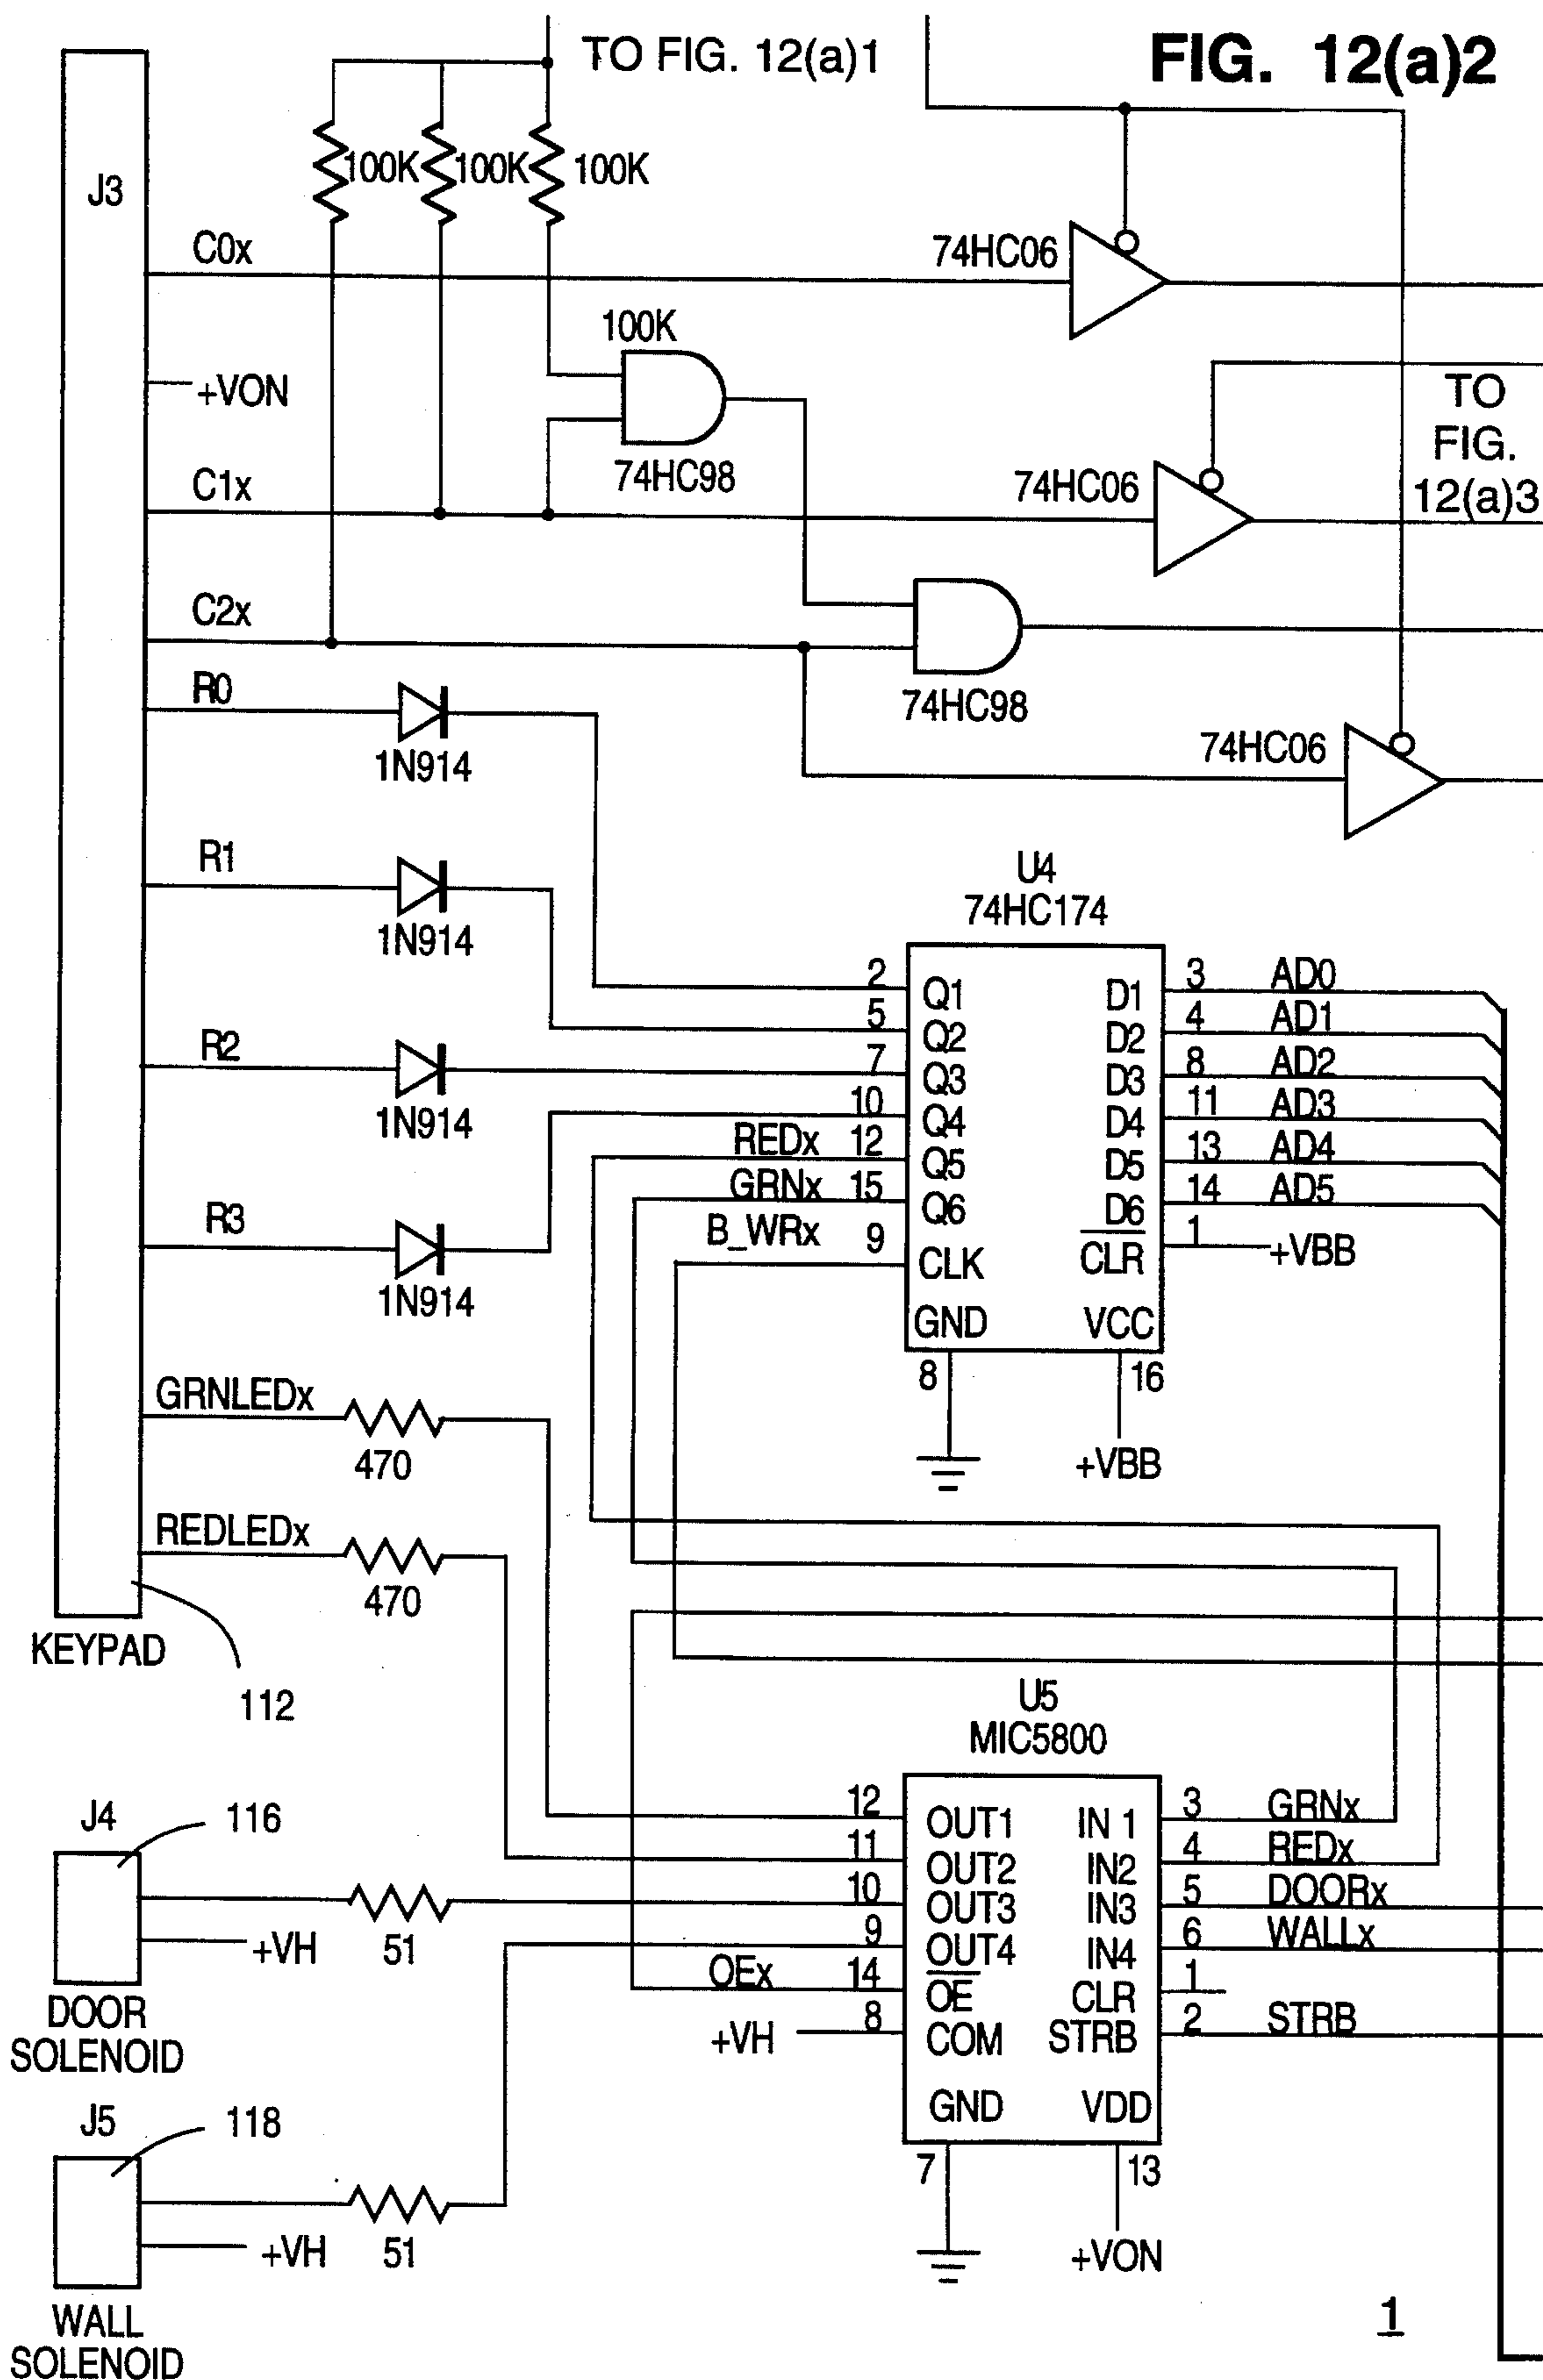 TO FIG. 12(a)1
FIG. 12(a)2
J3
100K
100K
100K
C0x
74HC06
100K
+VON
TO
FIG.
12(a)3
74HC98
C1x
74HC06
C2x
R0
74HC98
1N914
74HC06
R1
1N914
U4
74HC174
2
Q1
D1
3
AD0
5
Q2
D2
4
AD1
R2
7
Q3
D3
8
AD2
1N914
10
Q4
D4
11
AD3
REDx
12
Q5
D5
13
AD4
GRNx
15
Q6
D6
14
AD5
R3
B_WRx
9
CLK
CLR
1
+VBB
1N914
GND
VCC
8
16
+VBB
GRNLEDx
470
REDLEDx
470
KEYPAD
112
U5
MIC5800
J4
116
12
OUT1
IN 1
3
GRNx
11
OUT2
IN2
4
REDx
10
OUT3
IN3
5
DOORx
+VH
51
9
OUT4
IN4
6
WALLx
OEx
14
OE
CLR
1
DOOR
SOLENOID
+VH
8
COM
STRB
2
STRB
J5
118
GND
VDD
7
13
+VH
51
+VON
WALL
SOLENOID
1